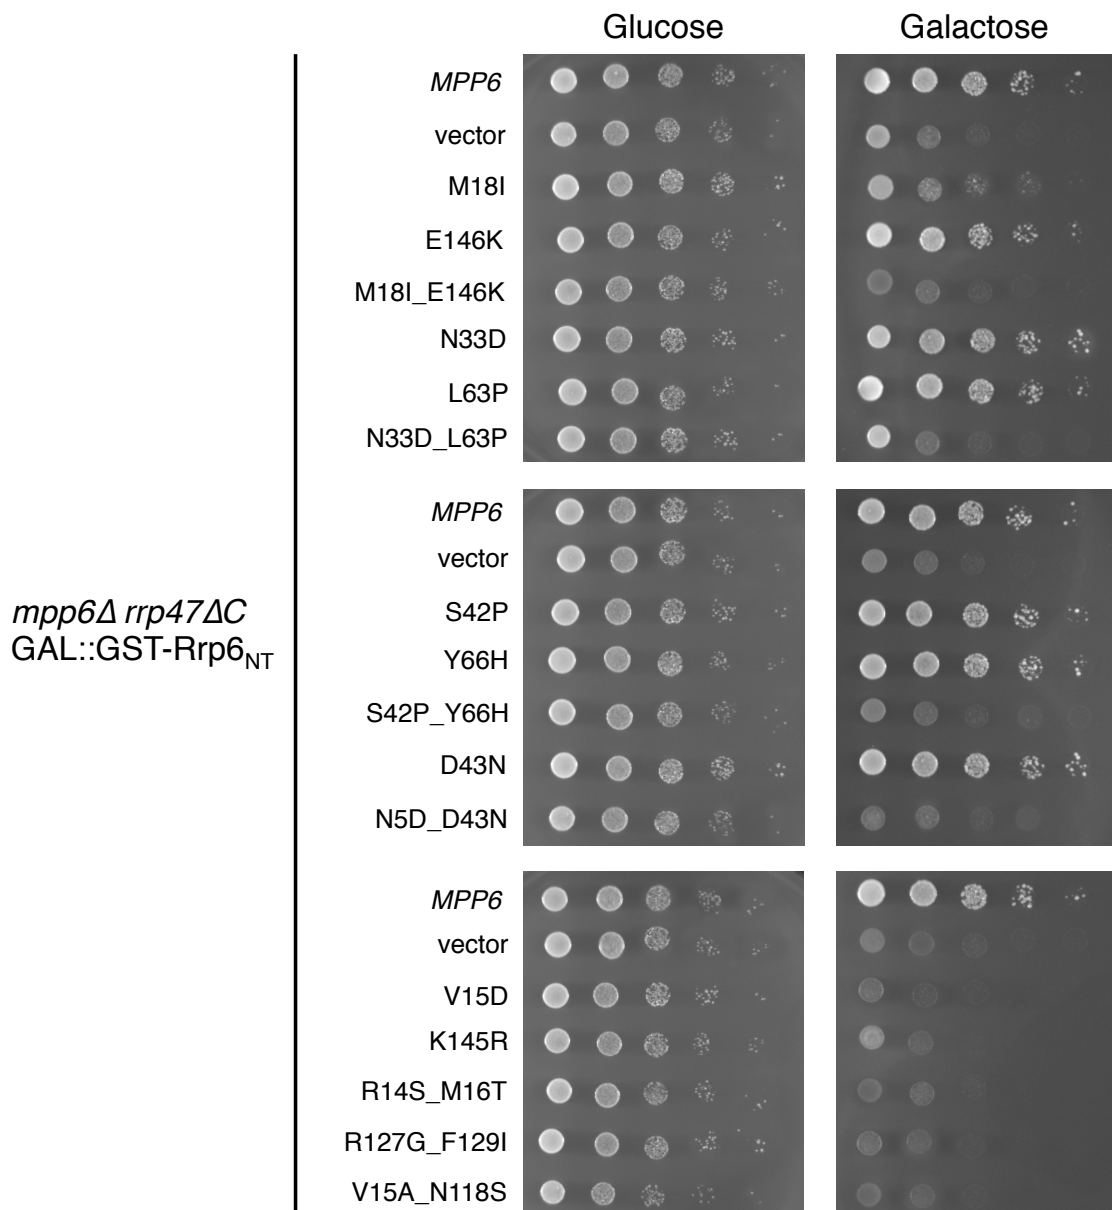 Glucose Galactose
MPP6
vector
M18I
E146K
M18I_E146K
N33D
L63P
N33D_L63P
MPP6
vector
S42P
Y66H
S42P_Y66H
D43N
N5D_D43N
mpp6Δ rrp47ΔC
GAL::GST-Rrp6NT
MPP6
vector
V15D
K145R
R14S_M16T
R127G_F129I
V15A_N118S